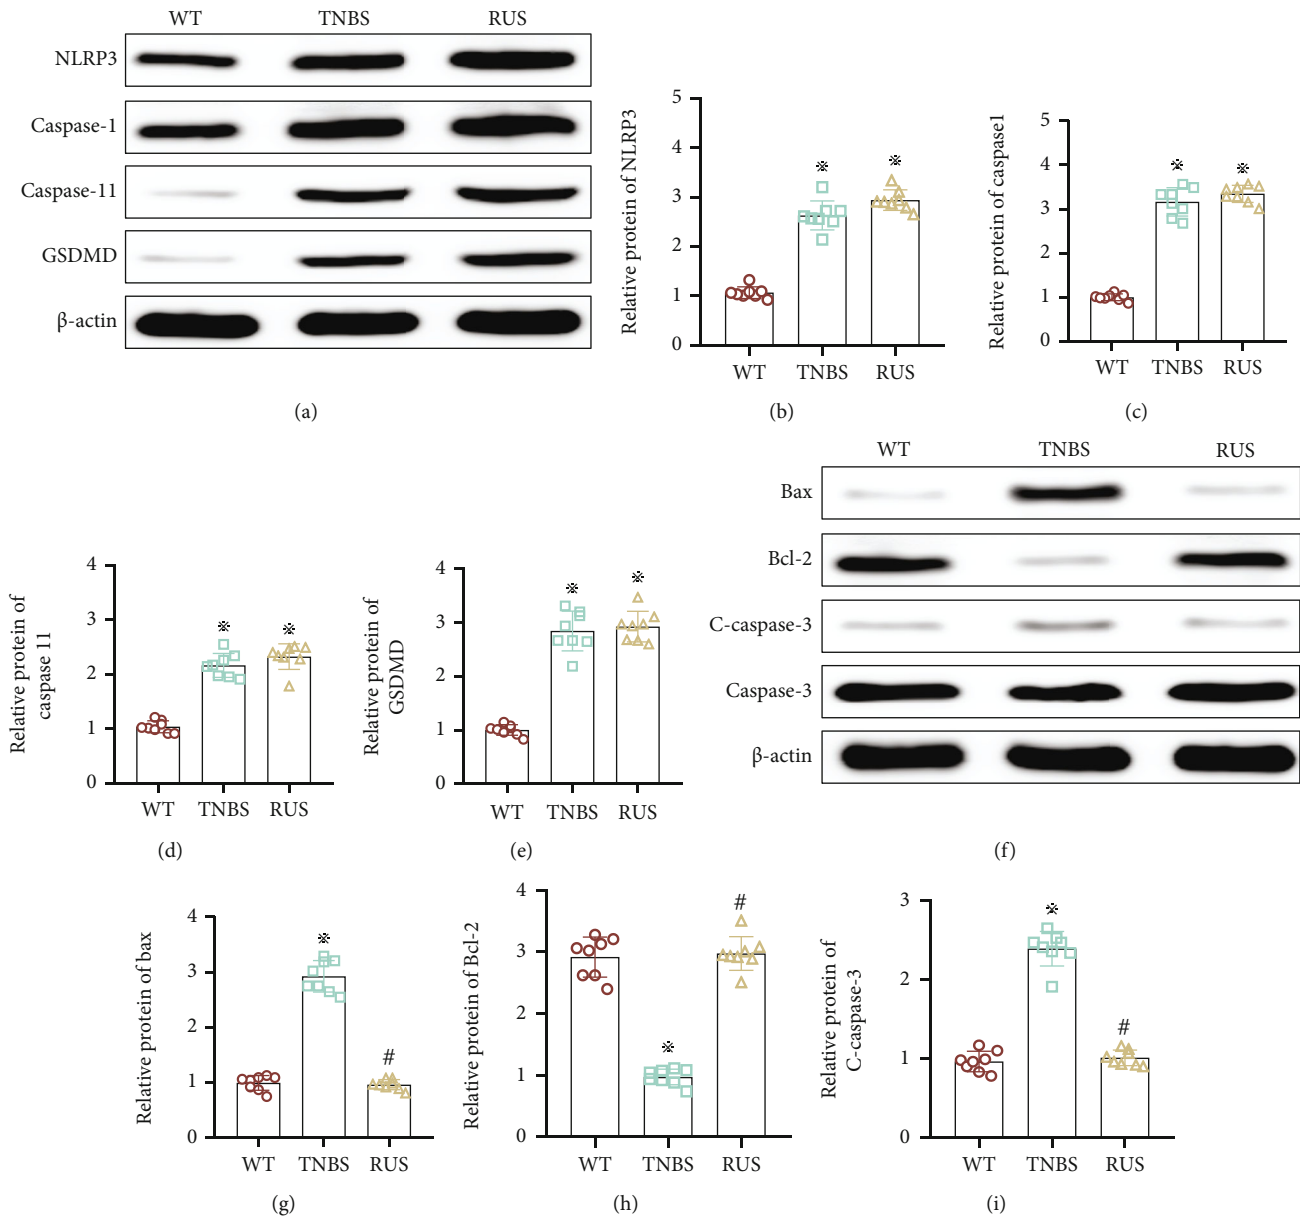 WT TNBS RUS
NLRP3
Caspase-1
Caspase-11
GSDMD
β-actin
(a)
Relative protein of NLRP3
5
4
3
2
1
0
※ ※
WT TNBS RUS
(b)
Relative protein of caspase1
5
4
3
2
1
0
※ ※
WT TNBS RUS
(c)
Relative protein of
caspase 11
4
3
2
1
0
※ ※
WT TNBS RUS
(d)
Relative protein of
GSDMD
4
3
2
1
0
※ ※
WT TNBS RUS
(e)
WT TNBS RUS
Bax
Bcl-2
C-caspase-3
Caspase-3
β-actin
(f)
Relative protein of bax
4
3
2
1
0
※ #
WT TNBS RUS
(g)
Relative protein of Bcl-2
4
3
2
1
0
※ #
WT TNBS RUS
(h)
Relative protein of
C-caspase-3
3
2
1
0
※ #
WT TNBS RUS
(i)